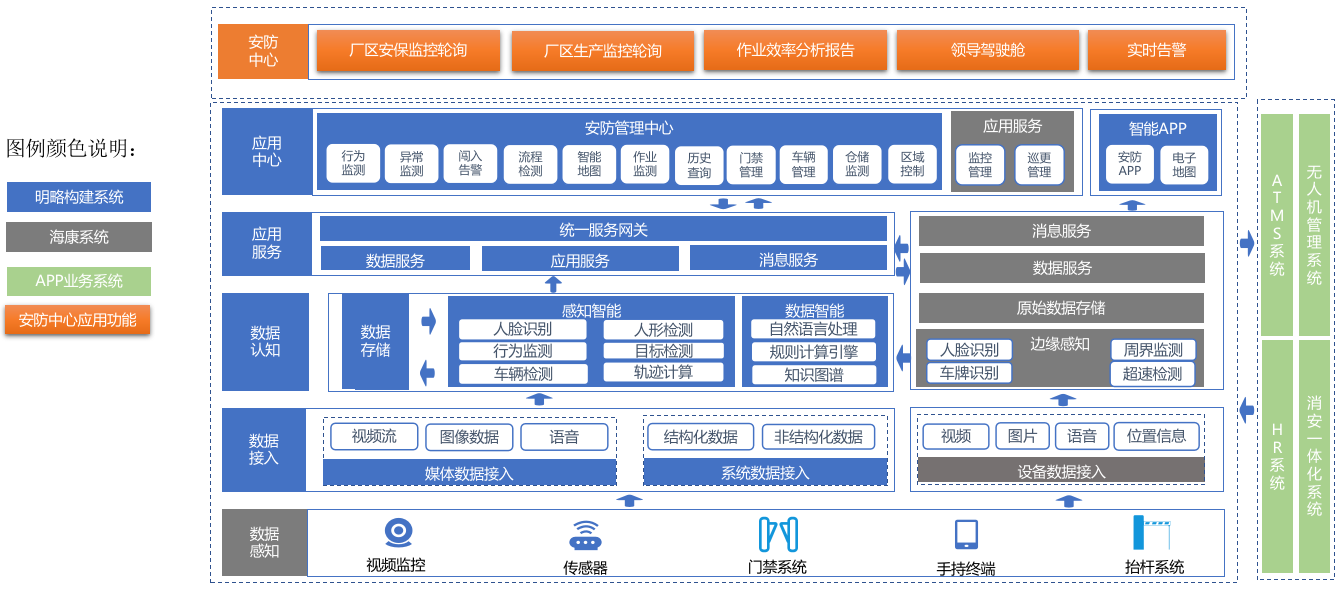 图例颜色说明：
明略构建系统
海康系统
APP业务系统
安防中心应用功能
安防
中心
厂区安保监控轮询
厂区生产监控轮询
作业效率分析报告
领导驾驶舱
实时告警
应用
中心
安防管理中心
行为
监测
异常
监测
闯入
告警
流程
检测
智能
地图
作业
监测
历史
查询
门禁
管理
车辆
管理
仓储
监测
区域
控制
应用服务
监控
管理
巡更
管理
智能APP
安防
APP
电子
地图
应用
服务
统一服务网关
数据服务
应用服务
消息服务
消息服务
数据服务
原始数据存储
边缘感知
人脸识别
周界监测
车牌识别
超速检测
数据
认知
数据
存储
感知智能
人脸识别
人形检测
行为监测
目标检测
车辆检测
轨迹计算
数据智能
自然语言处理
规则计算引擎
知识图谱
数据
接入
视频流
图像数据
语音
媒体数据接入
结构化数据
非结构化数据
系统数据接入
视频
图片
语音
位置信息
设备数据接入
数据
感知
视频监控
传感器
门禁系统
手持终端
抬杆系统
ATMS系统
无人机管理系统
HR系统
消安一体化系统